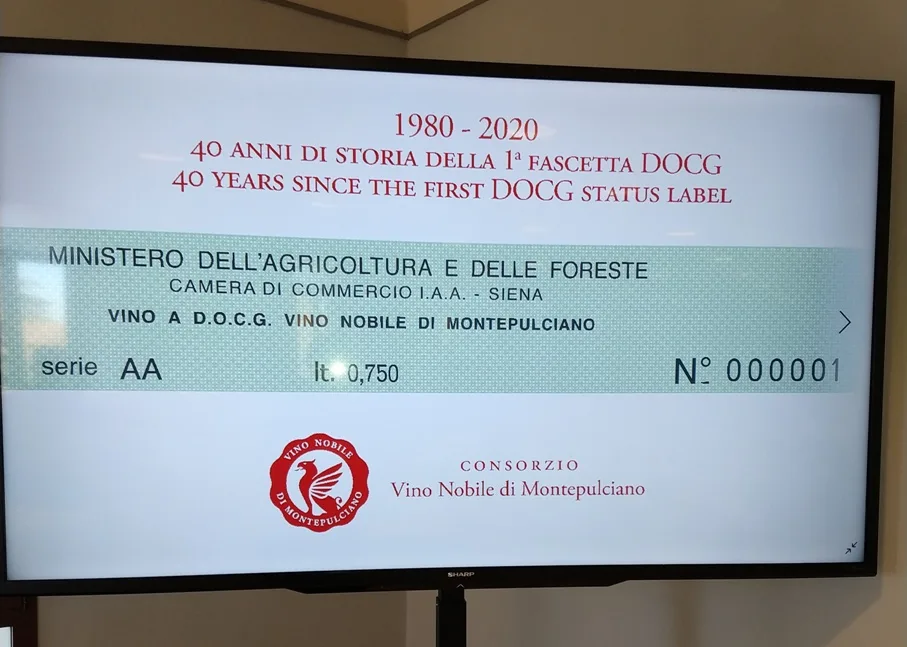 1980 - 2020
40 ANNI DI STORIA DELLA 1ª FASCETTA DOCG
40 YEARS SINCE THE FIRST DOCG STATUS LABEL
MINISTERO DELL'AGRICOLTURA E DELLE FORESTE
CAMERA DI COMMERCIO I.A.A. - SIENA
VINO A D.O.C.G. VINO NOBILE DI MONTEPULCIANO
serie AA lt. 0,750 Nº 000001
VINO NOBILE
DI MONTEPULCIANO
CONSORZIO
Vino Nobile di Montepulciano
SHARP